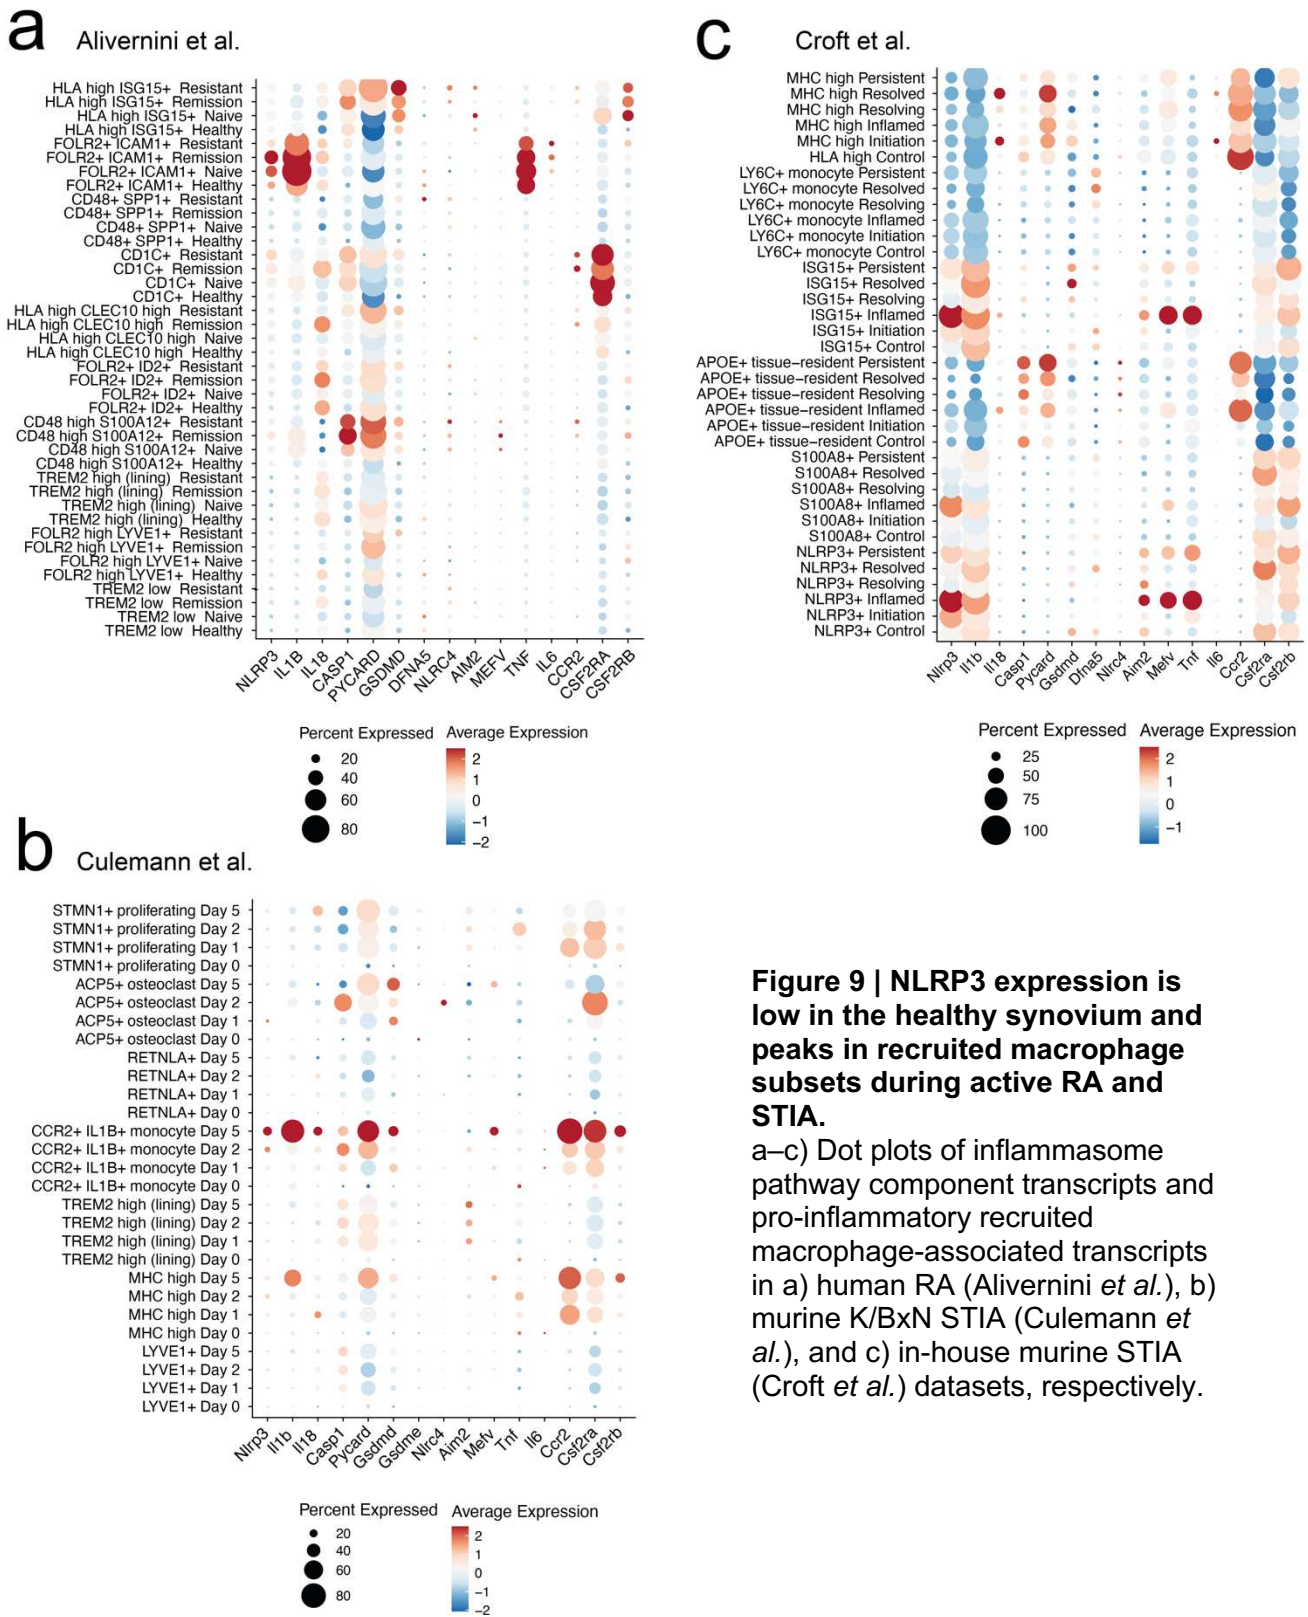 a
Alivernini et al.
HLA high ISG15+ Resistant
HLA high ISG15+ Remission
HLA high ISG15+ Naive
HLA high ISG15+ Healthy
FOLR2+ ICAM1+ Resistant
FOLR2+ ICAM1+ Remission
FOLR2+ ICAM1+ Naive
FOLR2+ ICAM1+ Healthy
CD48+ SPP1+ Resistant
CD48+ SPP1+ Remission
CD48+ SPP1+ Naive
CD48+ SPP1+ Healthy
CD1C+ Resistant
CD1C+ Remission
CD1C+ Naive
CD1C+ Healthy
HLA high CLEC10 high Resistant
HLA high CLEC10 high Remission
HLA high CLEC10 high Naive
HLA high CLEC10 high Healthy
FOLR2+ ID2+ Resistant
FOLR2+ ID2+ Remission
FOLR2+ ID2+ Naive
FOLR2+ ID2+ Healthy
CD48 high S100A12+ Resistant
CD48 high S100A12+ Remission
CD48 high S100A12+ Naive
CD48 high S100A12+ Healthy
TREM2 high (lining) Resistant
TREM2 high (lining) Remission
TREM2 high (lining) Naive
TREM2 high (lining) Healthy
FOLR2 high LYVE1+ Resistant
FOLR2 high LYVE1+ Remission
FOLR2 high LYVE1+ Naive
FOLR2 high LYVE1+ Healthy
TREM2 low Resistant
TREM2 low Remission
TREM2 low Naive
TREM2 low Healthy
NLRP3 IL1B IL18 CASP1 PYCARD GSDMD DFNA5 NLRC4 AIM2 MEFV TNF IL6 CCR2 CSF2RA CSF2RB
Percent Expressed Average Expression
20
40
60
80
2
1
0
−1
−2
c
Croft et al.
MHC high Persistent
MHC high Resolved
MHC high Resolving
MHC high Inflamed
MHC high Initiation
HLA high Control
LY6C+ monocyte Persistent
LY6C+ monocyte Resolved
LY6C+ monocyte Resolving
LY6C+ monocyte Inflamed
LY6C+ monocyte Initiation
LY6C+ monocyte Control
ISG15+ Persistent
ISG15+ Resolved
ISG15+ Resolving
ISG15+ Inflamed
ISG15+ Initiation
ISG15+ Control
APOE+ tissue−resident Persistent
APOE+ tissue−resident Resolved
APOE+ tissue−resident Resolving
APOE+ tissue−resident Inflamed
APOE+ tissue−resident Initiation
APOE+ tissue−resident Control
S100A8+ Persistent
S100A8+ Resolved
S100A8+ Resolving
S100A8+ Inflamed
S100A8+ Initiation
S100A8+ Control
NLRP3+ Persistent
NLRP3+ Resolved
NLRP3+ Resolving
NLRP3+ Inflamed
NLRP3+ Initiation
NLRP3+ Control
Nlrp3 Il1b Il18 Casp1 Pycard Gsdmd Dfna5 Nlrc4 Aim2 Mefv Tnf Il6 Ccr2 Csf2ra Csf2rb
Percent Expressed Average Expression
25
50
75
100
2
1
0
−1
b
Culemann et al.
STMN1+ proliferating Day 5
STMN1+ proliferating Day 2
STMN1+ proliferating Day 1
STMN1+ proliferating Day 0
ACP5+ osteoclast Day 5
ACP5+ osteoclast Day 2
ACP5+ osteoclast Day 1
ACP5+ osteoclast Day 0
RETNLA+ Day 5
RETNLA+ Day 2
RETNLA+ Day 1
RETNLA+ Day 0
CCR2+ IL1B+ monocyte Day 5
CCR2+ IL1B+ monocyte Day 2
CCR2+ IL1B+ monocyte Day 1
CCR2+ IL1B+ monocyte Day 0
TREM2 high (lining) Day 5
TREM2 high (lining) Day 2
TREM2 high (lining) Day 1
TREM2 high (lining) Day 0
MHC high Day 5
MHC high Day 2
MHC high Day 1
MHC high Day 0
LYVE1+ Day 5
LYVE1+ Day 2
LYVE1+ Day 1
LYVE1+ Day 0
Nlrp3 Il1b Il18 Casp1 Pycard Gsdmd Gsdme Nlrc4 Aim2 Mefv Tnf Il6 Ccr2 Csf2ra Csf2rb
Percent Expressed Average Expression
20
40
60
80
2
1
0
−1
−2
Figure 9 | NLRP3 expression is
low in the healthy synovium and
peaks in recruited macrophage
subsets during active RA and
STIA.
a–c) Dot plots of inflammasome
pathway component transcripts and
pro-inflammatory recruited
macrophage-associated transcripts
in a) human RA (Alivernini et al.), b)
murine K/BxN STIA (Culemann et
al.), and c) in-house murine STIA
(Croft et al.) datasets, respectively.